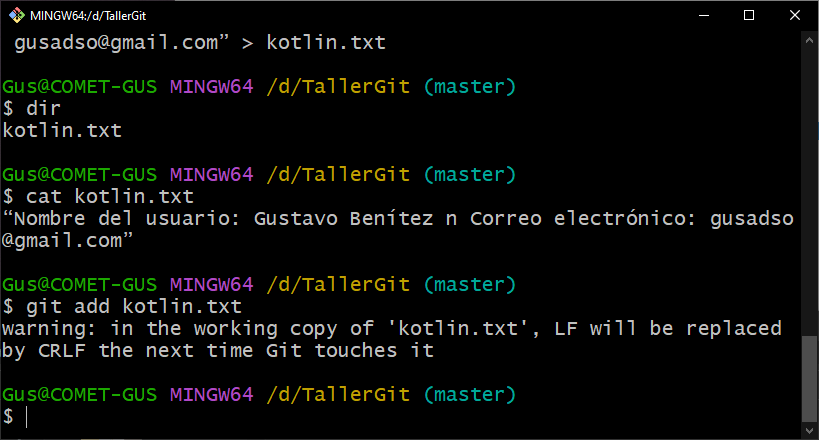 MINGW64:/d/TallerGit
gusadso@gmail.com” > kotlin.txt
Gus@COMET-GUS MINGW64 /d/TallerGit (master)
$ dir
kotlin.txt
Gus@COMET-GUS MINGW64 /d/TallerGit (master)
$ cat kotlin.txt
“Nombre del usuario: Gustavo Benítez n Correo electrónico: gusadso
@gmail.com”
Gus@COMET-GUS MINGW64 /d/TallerGit (master)
$ git add kotlin.txt
warning: in the working copy of 'kotlin.txt', LF will be replaced
by CRLF the next time Git touches it
Gus@COMET-GUS MINGW64 /d/TallerGit (master)
$